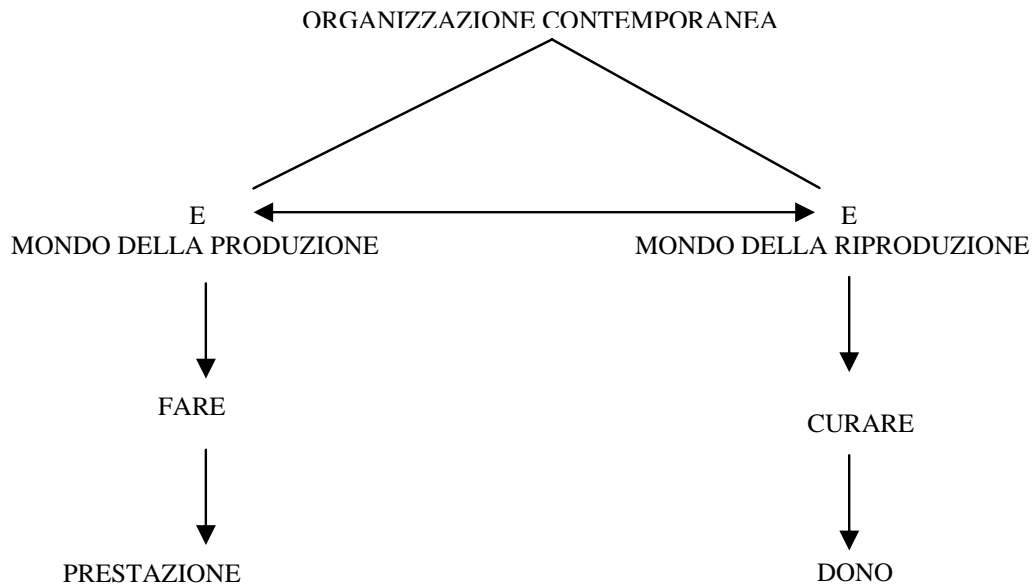 ORGANIZZAZIONE CONTEMPORANEA
E
MONDO DELLA PRODUZIONE
E
MONDO DELLA RIPRODUZIONE
FARE
CURARE
PRESTAZIONE
DONO